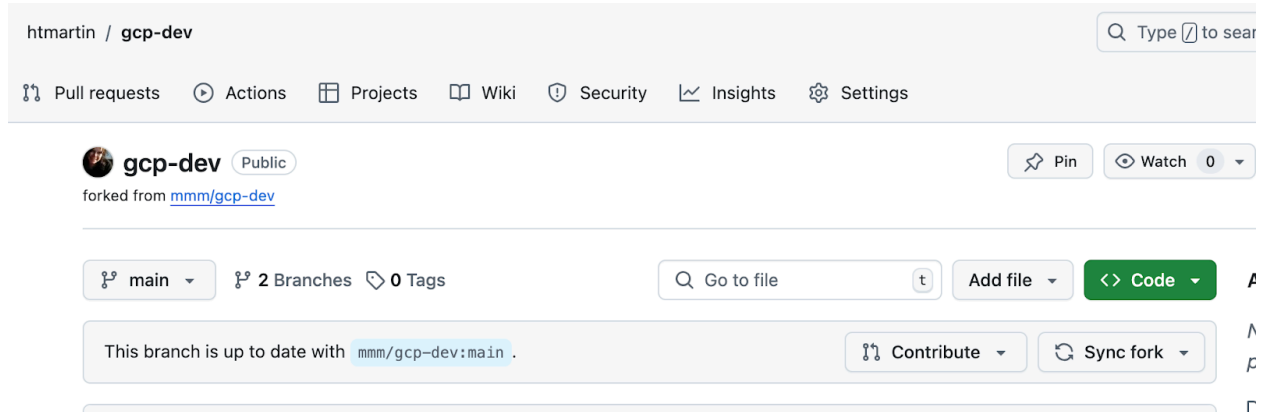 htmartin / gcp-dev
Type / to sear
Pull requests Actions Projects Wiki Security Insights Settings
gcp-dev Public Pin Watch 0
forked from mmm/gcp-dev
main 2 Branches 0 Tags Go to file t Add file Code
This branch is up to date with mmm/gcp-dev:main . Contribute Sync fork